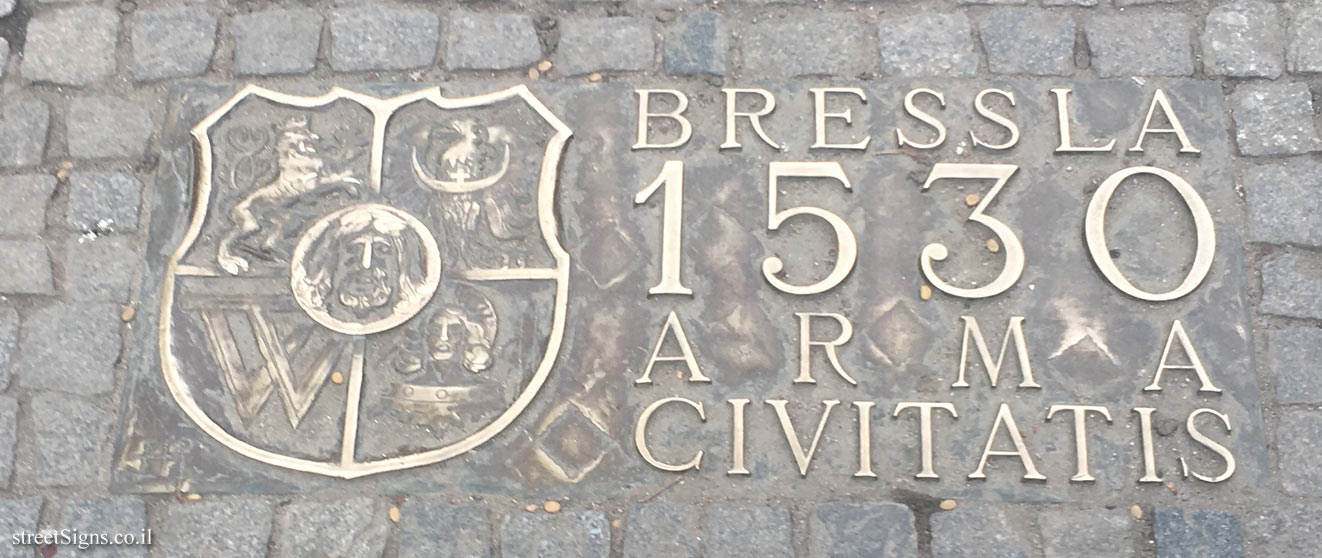 BRESSLA
1530
ARMA
CIVITATIS
W
streetSigns.co.il